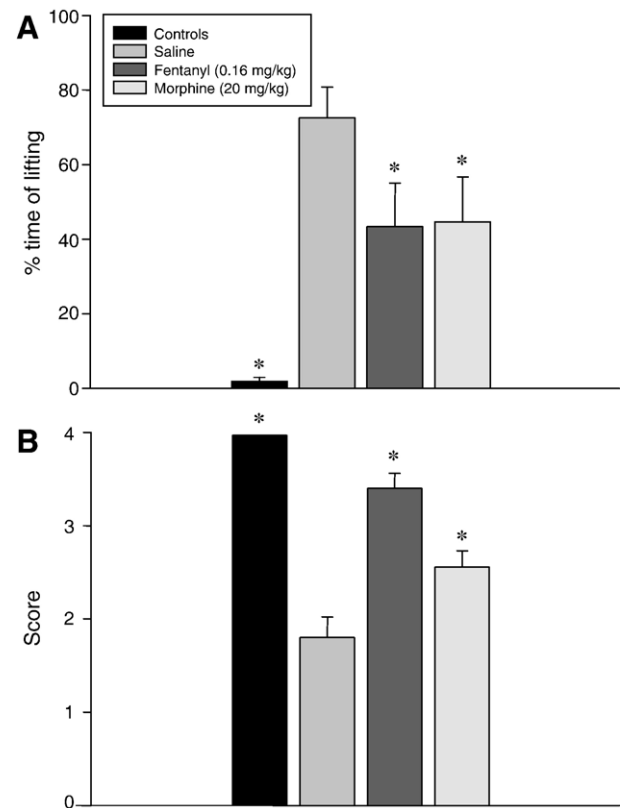 A
100
Controls
Saline
Fentanyl (0.16 mg/kg)
Morphine (20 mg/kg)
80
60
40
20
0
% time of lifting
*
*
*
B
4
3
2
1
0
Score
*
*
*